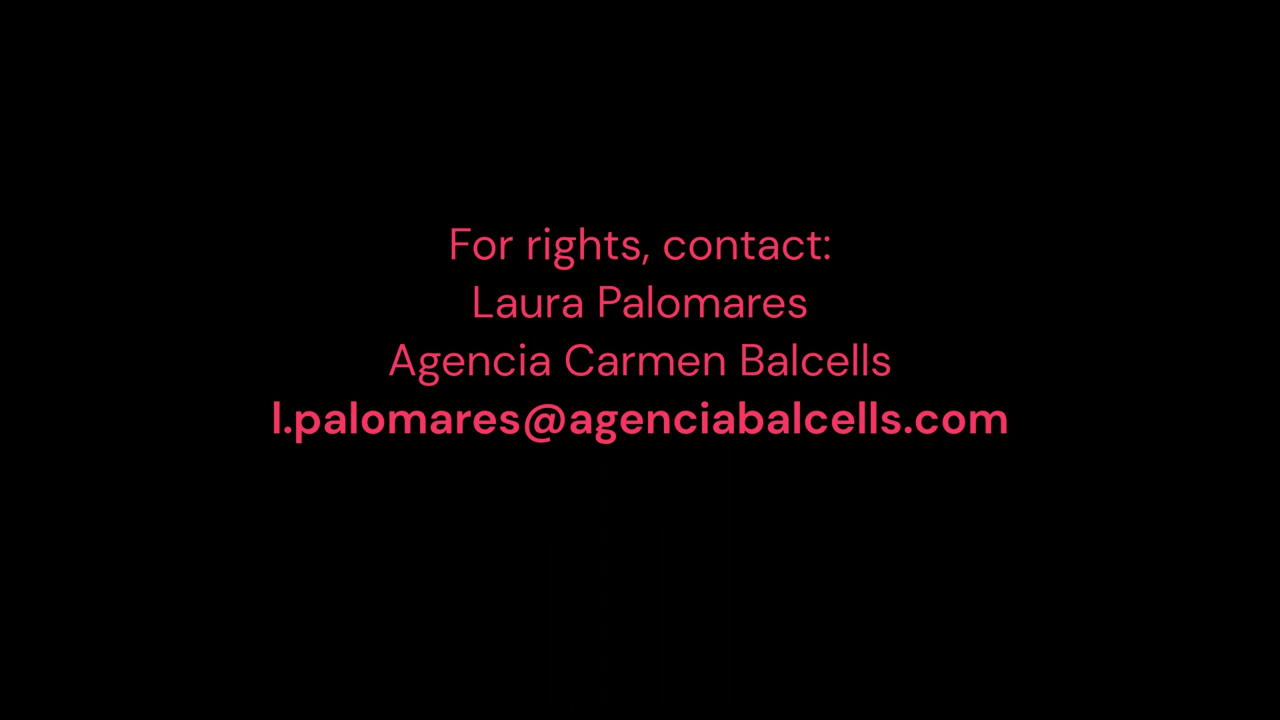 For rights, contact:
Laura Palomares
Agencia Carmen Balcells
l.palomares@agenciabalcells.com